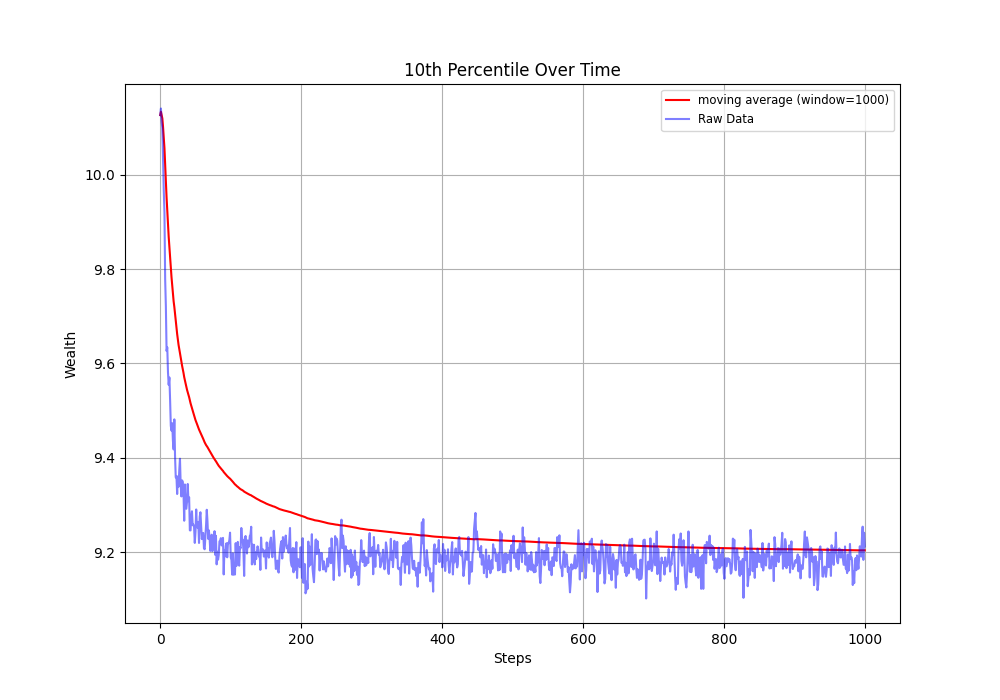 10th Percentile Over Time
moving average (window=1000)
Raw Data
10.0
9.8
9.6
9.4
9.2
Wealth
0
200
400
600
800
1000
Steps